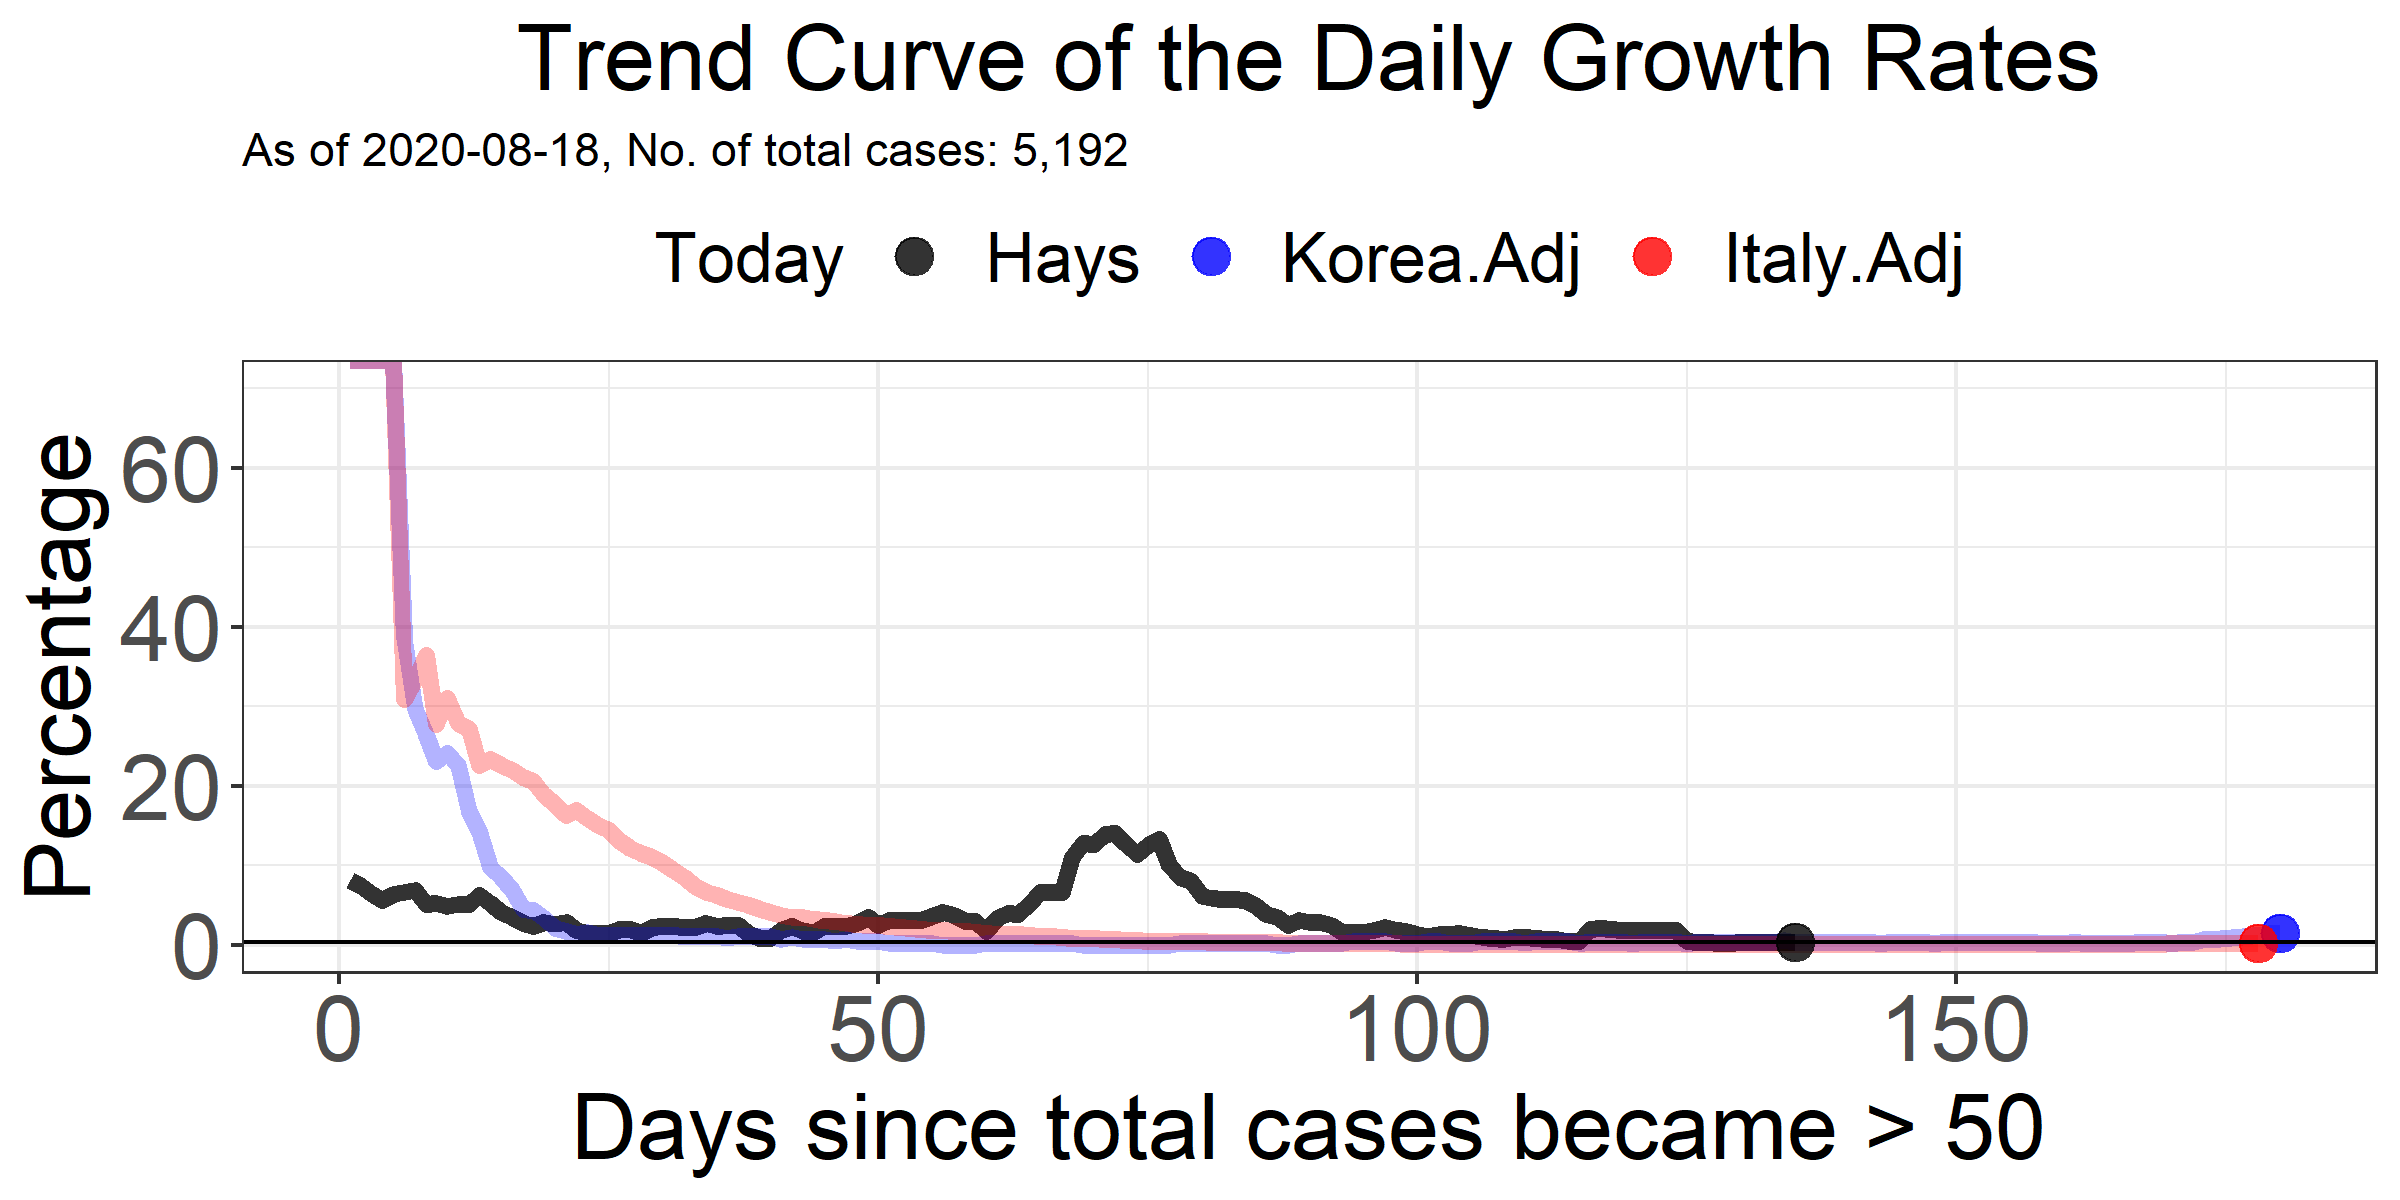 Trend Curve of the Daily Growth Rates
As of 2020-08-18, No. of total cases: 5,192
Today Hays Korea.Adj Italy.Adj
Percentage
60
40
20
0
0 50 100 150
Days since total cases became > 50